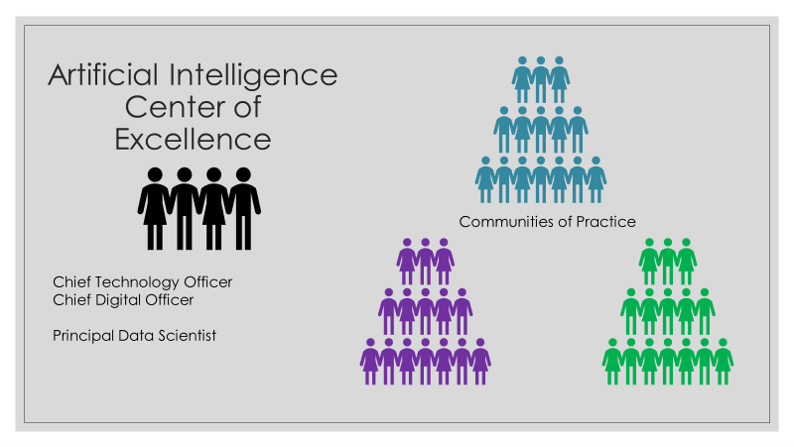 Artificial Intelligence
Center of
Excellence
Chief Technology Officer
Chief Digital Officer
Principal Data Scientist
Communities of Practice